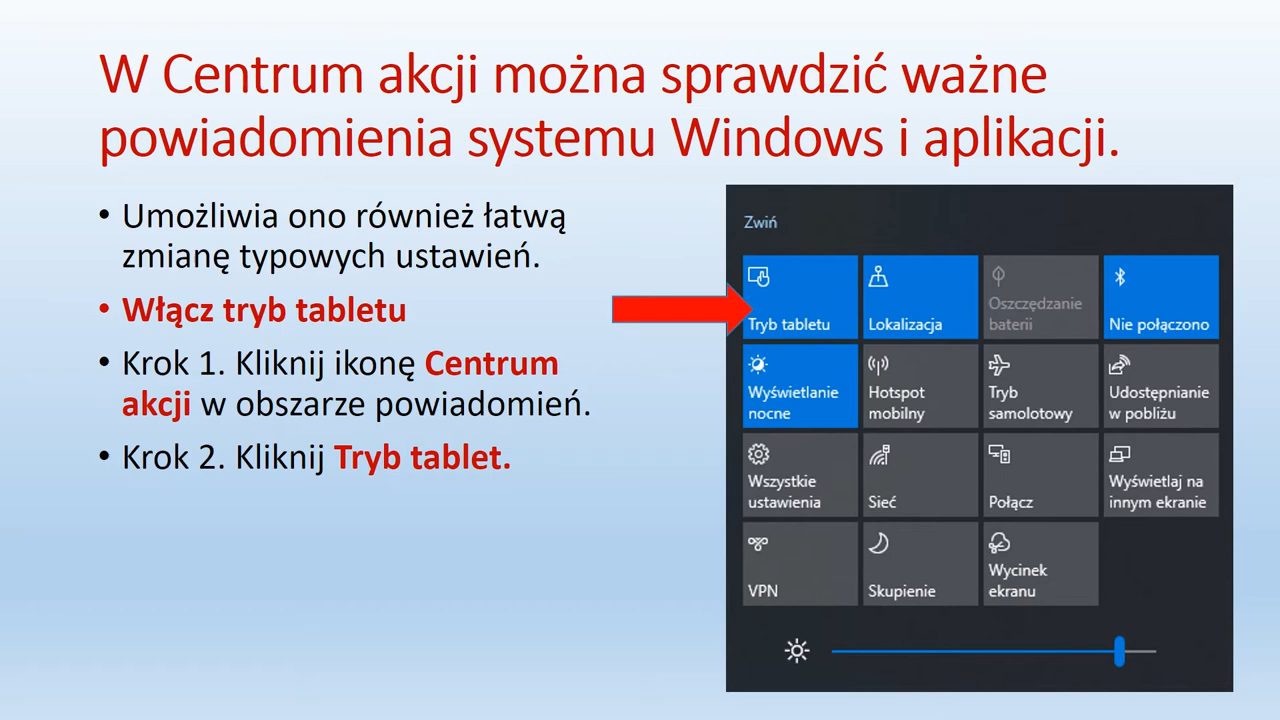 W Centrum akcji można sprawdzić ważne
powiadomienia systemu Windows i aplikacji.
• Umożliwia ono również łatwą
zmianę typowych ustawień.
• Włącz tryb tabletu
• Krok 1. Kliknij ikonę Centrum
akcji w obszarze powiadomień.
• Krok 2. Kliknij Tryb tablet.
Zwiń
Tryb tabletu
Lokalizacja
Oszczędzanie
baterii
Nie połączono
Wyświetlanie
nocne
Hotspot
mobilny
Tryb
samolotowy
Udostępnianie
w pobliżu
Wszystkie
ustawienia
Sieć
Połącz
Wyświetlaj na
innym ekranie
VPN
Skupienie
Wycinek
ekranu